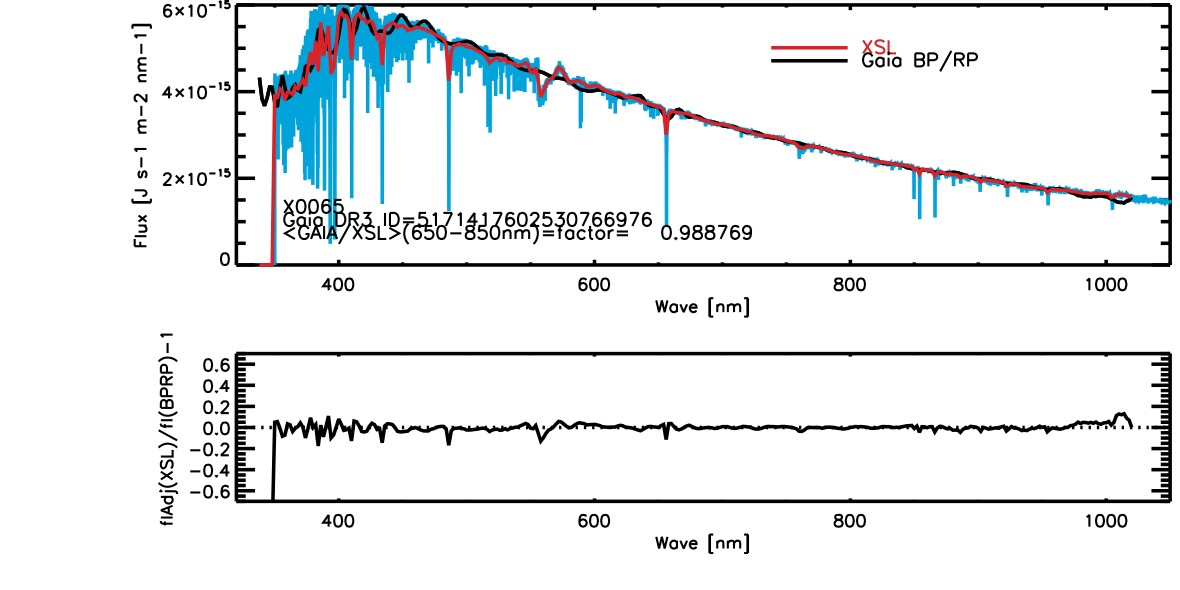 6×10−15
4×10−15
2×10−15
0
Flux [J s−1 m−2 nm−1]
XSL
Gaia BP/RP
X0065
Gaia DR3 ID=5171417602530766976
<GAIA/XSL>(650−850nm)=factor= 0.988769
400 600 800 1000
Wave [nm]
0.6
0.4
0.2
0.0
−0.2
−0.4
−0.6
flAdj(XSL)/fl(BPRP)−1
400 600 800 1000
Wave [nm]